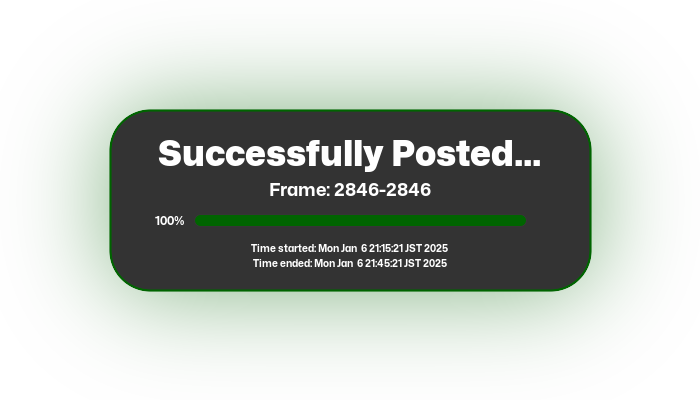 Successfully Posted...
Frame: 2846-2846
100%
Time started: Mon Jan  6 21:15:21 JST 2025
Time ended: Mon Jan  6 21:45:21 JST 2025